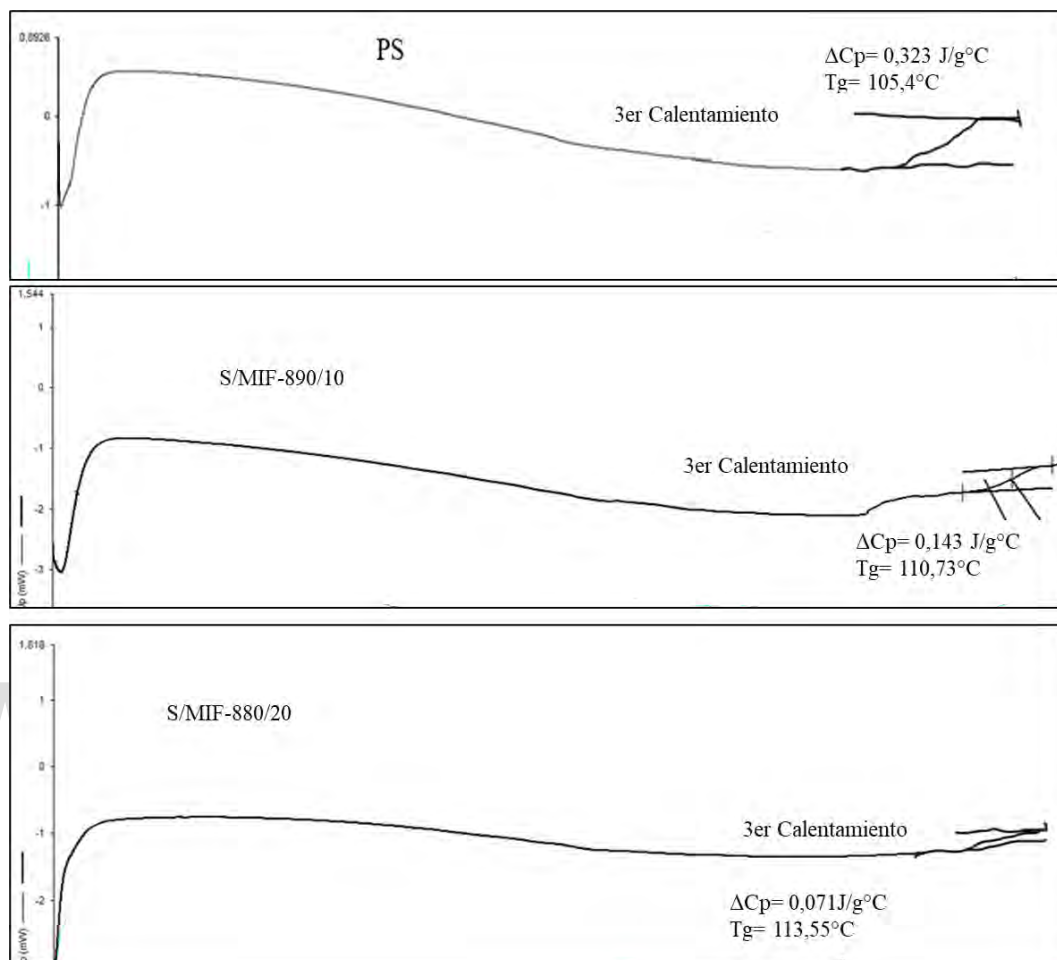 0,0926
PS
ΔCp= 0,323 J/g°C
Tg= 105,4°C
3er Calentamiento
0
-1
1,544
1
0
S/MIF-890/10
-1
3er Calentamiento
-2
ΔCp= 0,143 J/g°C
Tg= 110,73°C
-3
(mW)
1,818
1
S/MIF-880/20
0
3er Calentamiento
-1
-2
ΔCp= 0,071J/g°C
Tg= 113,55°C
(mW)